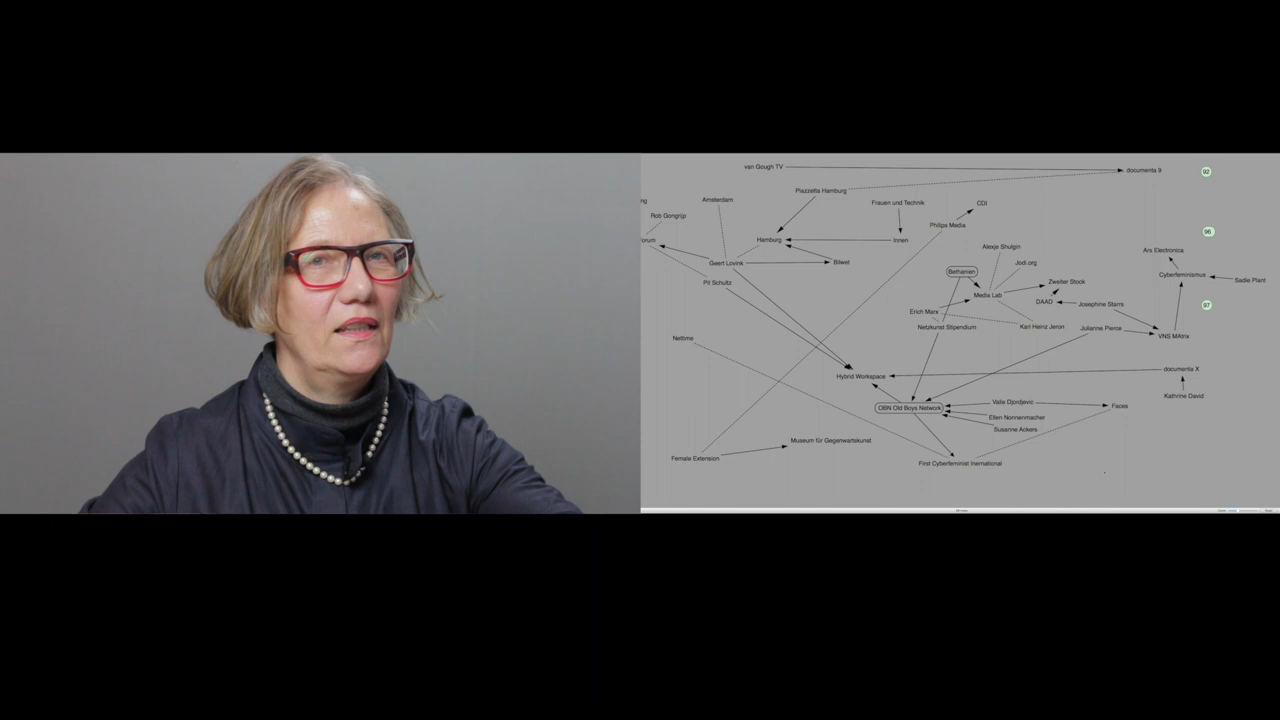 van Gough TV
documenta 9
92
Piazzetta Hamburg
ng
Amsterdam
Frauen und Technik
CDI
Rob Gongrijp
Philips Media
96
orum
Hamburg
Innen
Alexje Shulgin
Ars Electronica
Geert Lovink
Bilwet
Jodi.org
Bethanien
Cyberfeminismus
Sadie Plant
Pit Schultz
Zweiter Stock
Media Lab
DAAD
Josephine Starrs
97
Erich Marx
Netzkunst Stipendium
Karl Heinz Jeron
Julianne Pierce
VNS MAtrix
Nettime
documenta X
Hybrid Workspace
Kathrine David
OBN Old Boys Network
Valie Djordjevic
Faces
Ellen Nonnenmacher
Susanne Ackers
Museum für Gegenwartskunst
Female Extension
First Cyberfeminist Inernational